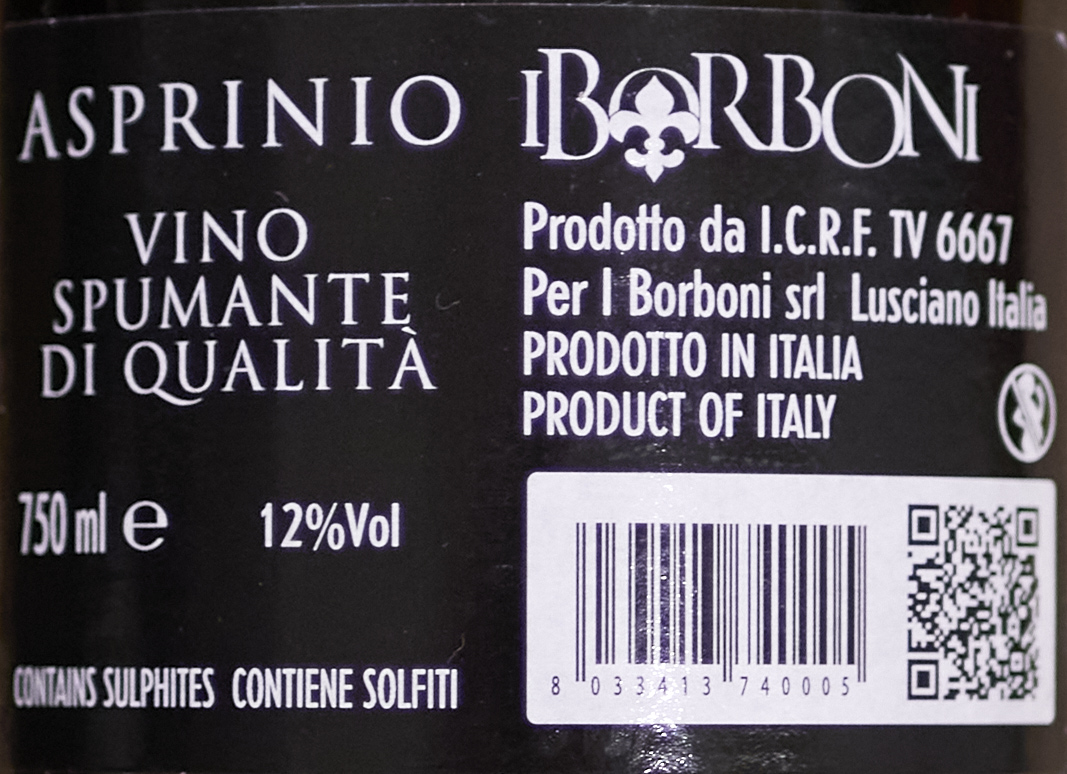 ASPRINIO
VINO
SPUMANTE
DI QUALITÀ
750 ml e 12%Vol
CONTAINS SULPHITES CONTIENE SOLFITI
I BORBONI
Prodotto da I.C.R.F. TV 6667
Per I Borboni srl Lusciano Italia
PRODOTTO IN ITALIA
PRODUCT OF ITALY
8 033413 740005